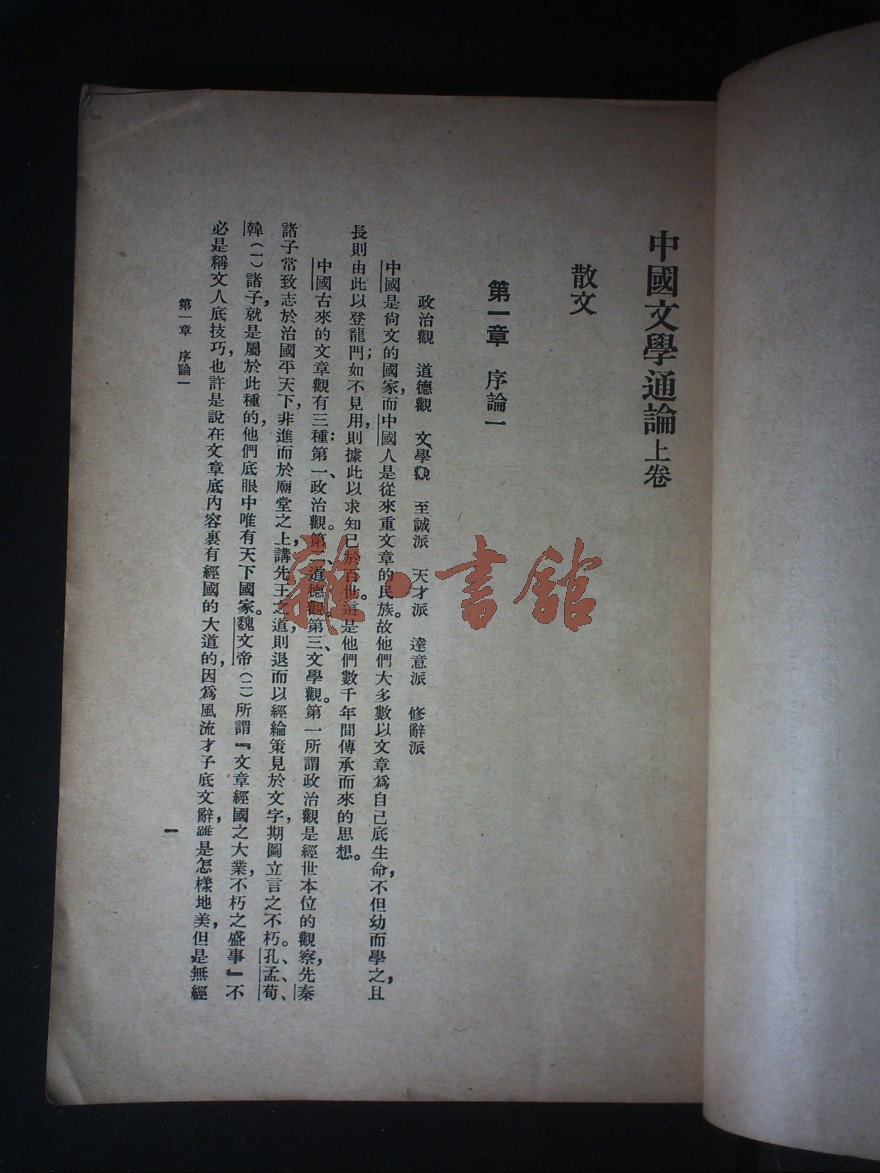 中國文學通論上卷
散文
第一章 序論一
政治觀 道德觀 文學觀 至誠派 天才派 達意派 修辭派
中國是尙文的國家，而中國人是從來重文章的民族。故他們大多數以文章爲自己底生命，不但幼而學之，且
長則由此以登龍門；如不見用，則據此以求知己於百世。這是他們數千年間傳承而來的思想。
中國古來的文章觀有三種：第一、政治觀。第二、道德觀。第三、文學觀。第一所謂政治觀是經世本位的觀察，先秦
諸子常致志於治國平天下，非進而於廟堂之上，講先王之道，則退而以經綸策見於文字，期圖立言之不朽。孔、孟、荀、
韓（一）諸子，就是屬於此種的，他們底眼中唯有天下國家。魏文帝（二）所謂『文章經國之大業，不朽之盛事』不
必是稱文人底技巧，也許是說在文章底內容裏有經國的大道的，因爲風流才子底文辭，雖是怎樣地美，但是無經
第一章 序論一
一
雜·書館